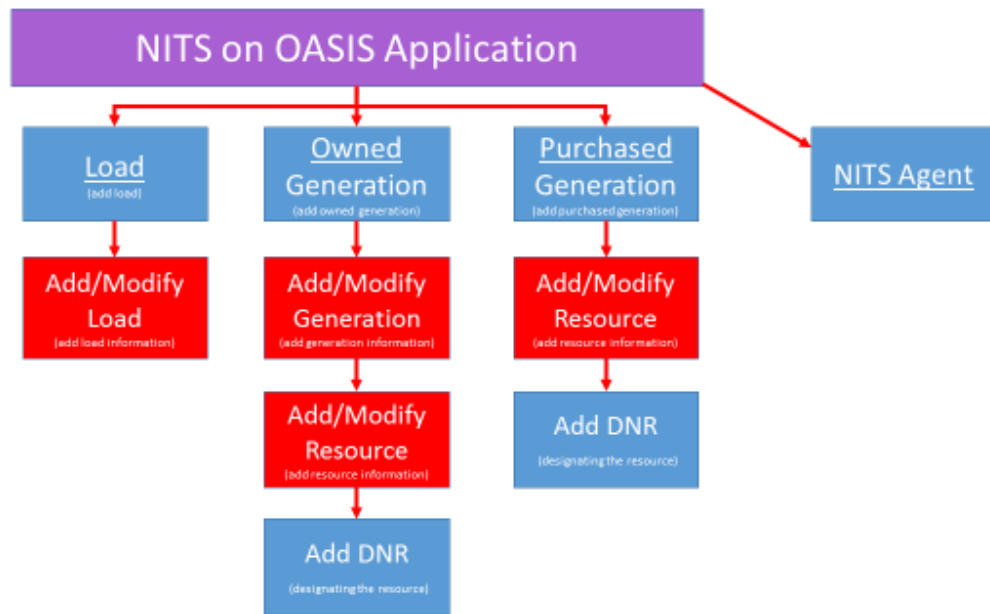 NITS on OASIS Application
Load
(add load)
Owned
Generation
(add owned generation)
Purchased
Generation
(add purchased generation)
NITS Agent
Add/Modify
Load
(add load information)
Add/Modify
Generation
(add generation information)
Add/Modify
Resource
(add resource information)
Add/Modify
Resource
(add resource information)
Add DNR
(designating the resource)
Add DNR
(designating the resource)